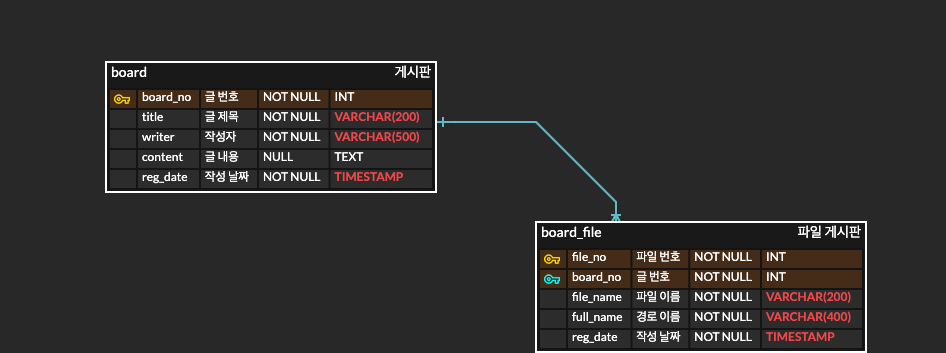 board 게시판
board_no 글 번호 NOT NULL INT
title 글 제목 NOT NULL VARCHAR(200)
writer 작성자 NOT NULL VARCHAR(500)
content 글 내용 NULL TEXT
reg_date 작성 날짜 NOT NULL TIMESTAMP
board_file 파일 게시판
file_no 파일 번호 NOT NULL INT
board_no 글 번호 NOT NULL INT
file_name 파일 이름 NOT NULL VARCHAR(200)
full_name 경로 이름 NOT NULL VARCHAR(400)
reg_date 작성 날짜 NOT NULL TIMESTAMP